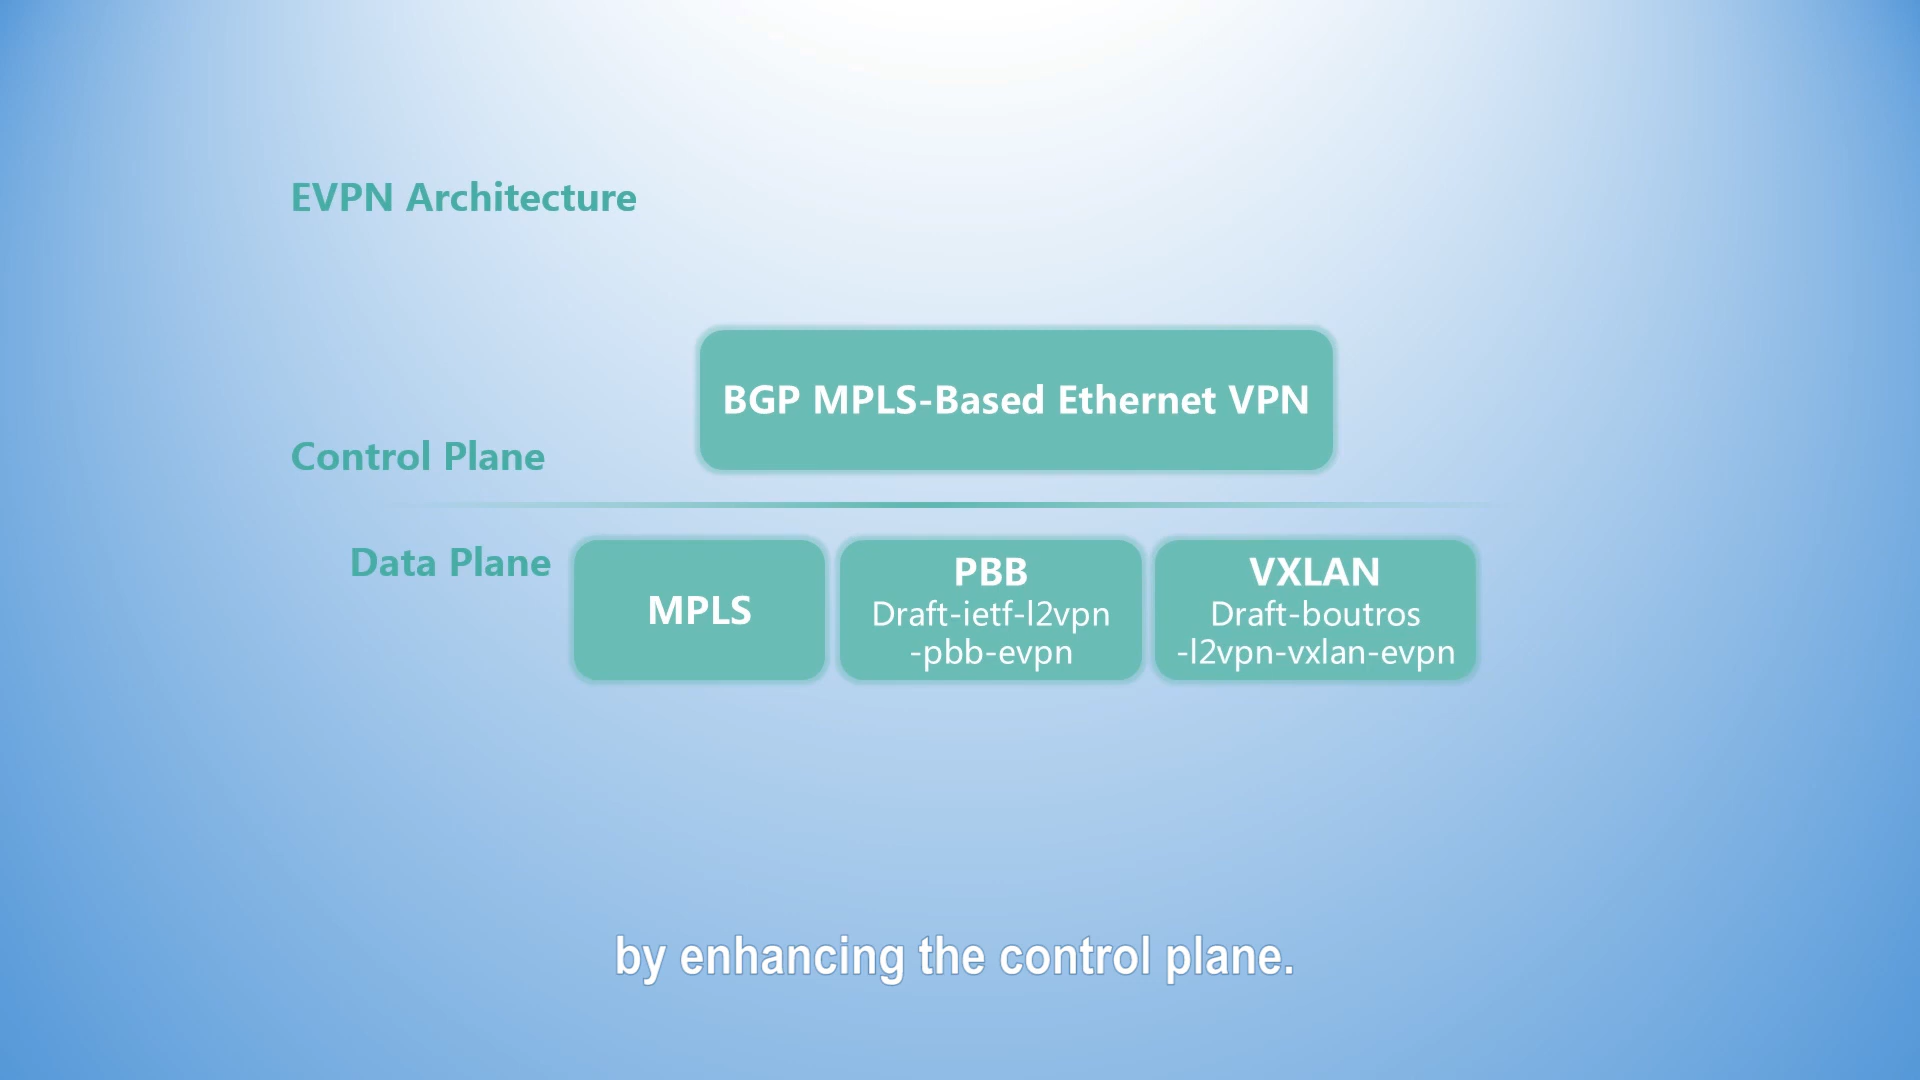 EVPN Architecture
BGP MPLS-Based Ethernet VPN
Control Plane
Data Plane
MPLS
PBB
Draft-ietf-l2vpn
-pbb-evpn
VXLAN
Draft-boutros
-l2vpn-vxlan-evpn
by enhancing the control plane.